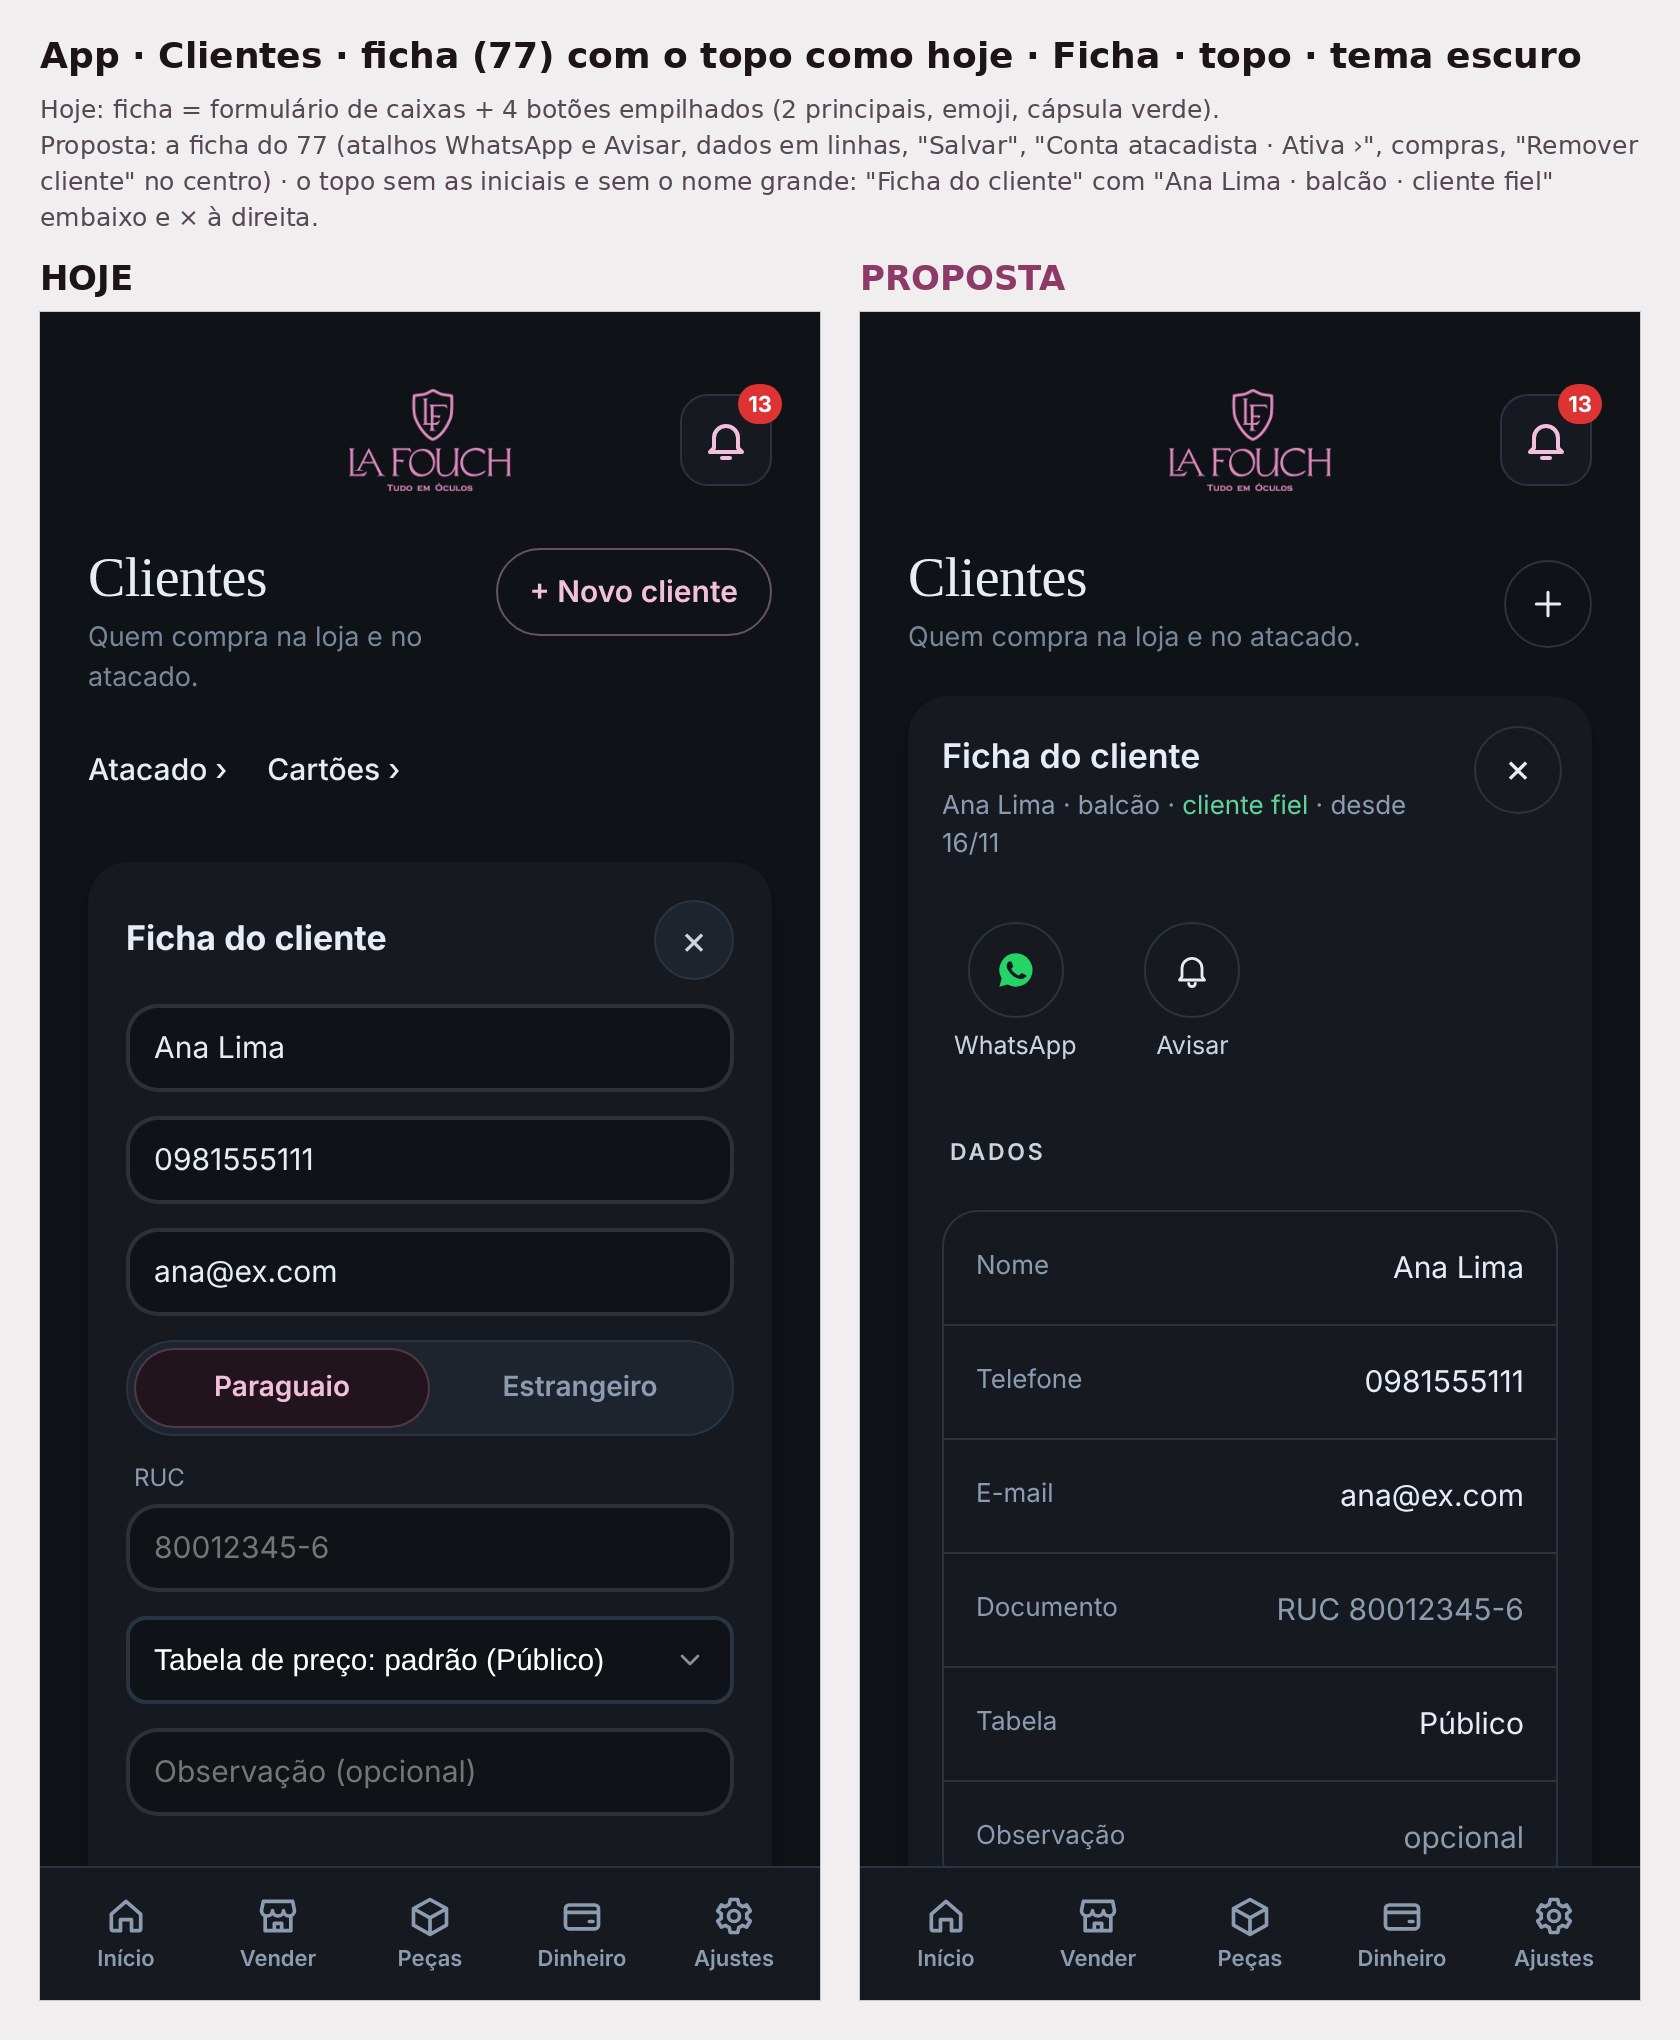 App · Clientes · ficha (77) com o topo como hoje · Ficha · topo · tema escuro
Hoje: ficha = formulário de caixas + 4 botões empilhados (2 principais, emoji, cápsula verde).
Proposta: a ficha do 77 (atalhos WhatsApp e Avisar, dados em linhas, "Salvar", "Conta atacadista · Ativa ›", compras, "Remover
cliente" no centro) · o topo sem as iniciais e sem o nome grande: "Ficha do cliente" com "Ana Lima · balcão · cliente fiel"
embaixo e × à direita.
HOJE
13
LF
LA FOUCH
TUDO EM ÓCULOS
Clientes
+ Novo cliente
Quem compra na loja e no
atacado.
Atacado ›
Cartões ›
Ficha do cliente
×
Ana Lima
0981555111
ana@ex.com
Paraguaio
Estrangeiro
RUC
80012345-6
Tabela de preço: padrão (Público)
Observação (opcional)
Início
Vender
Peças
Dinheiro
Ajustes
PROPOSTA
13
LF
LA FOUCH
TUDO EM ÓCULOS
Clientes
+
Quem compra na loja e no atacado.
Ficha do cliente
×
Ana Lima · balcão · cliente fiel · desde
16/11
WhatsApp
Avisar
DADOS
Nome
Ana Lima
Telefone
0981555111
E-mail
ana@ex.com
Documento
RUC 80012345-6
Tabela
Público
Observação
opcional
Início
Vender
Peças
Dinheiro
Ajustes